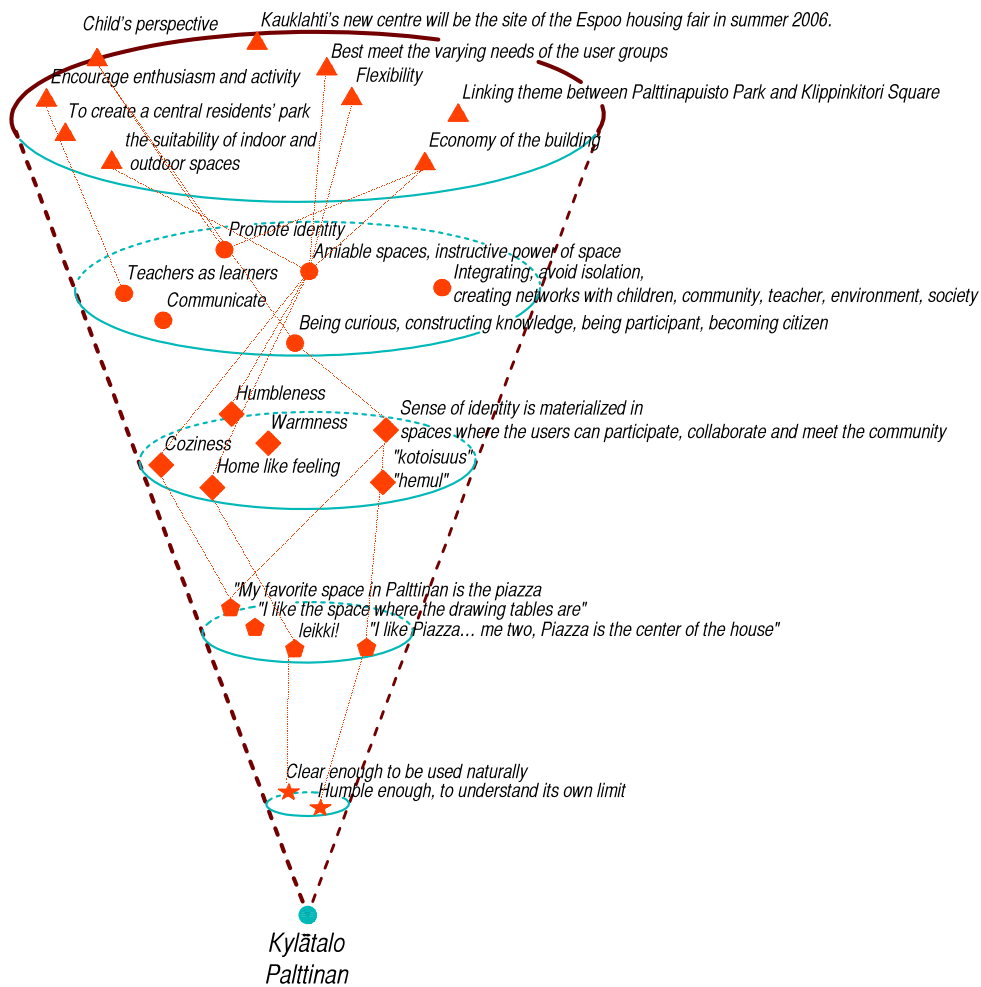 Child's perspective
Kauklahti's new centre will be the site of the Espoo housing fair in summer 2006.
Best meet the varying needs of the user groups
Encourage enthusiasm and activity
Flexibility
Linking theme between Palttinapuisto Park and Klippinkitori Square
To create a central residents' park
the suitability of indoor and
outdoor spaces
Economy of the building
Promote identity
Amiable spaces, instructive power of space
Teachers as learners
Integrating, avoid isolation,
creating networks with children, community, teacher, environment, society
Communicate
Being curious, constructing knowledge, being participant, becoming citizen
Humbleness
Sense of identity is materialized in
spaces where the users can participate, collaborate and meet the community
Warmness
Coziness
"kotoisuus"
Home like feeling
"hemul"
"My favorite space in Palttinan is the piazza
"I like the space where the drawing tables are"
leikki!
"I like Piazza... me two, Piazza is the center of the house"
Clear enough to be used naturally
Humple enough, to understand its own limit
Kylātalo
Palttinan